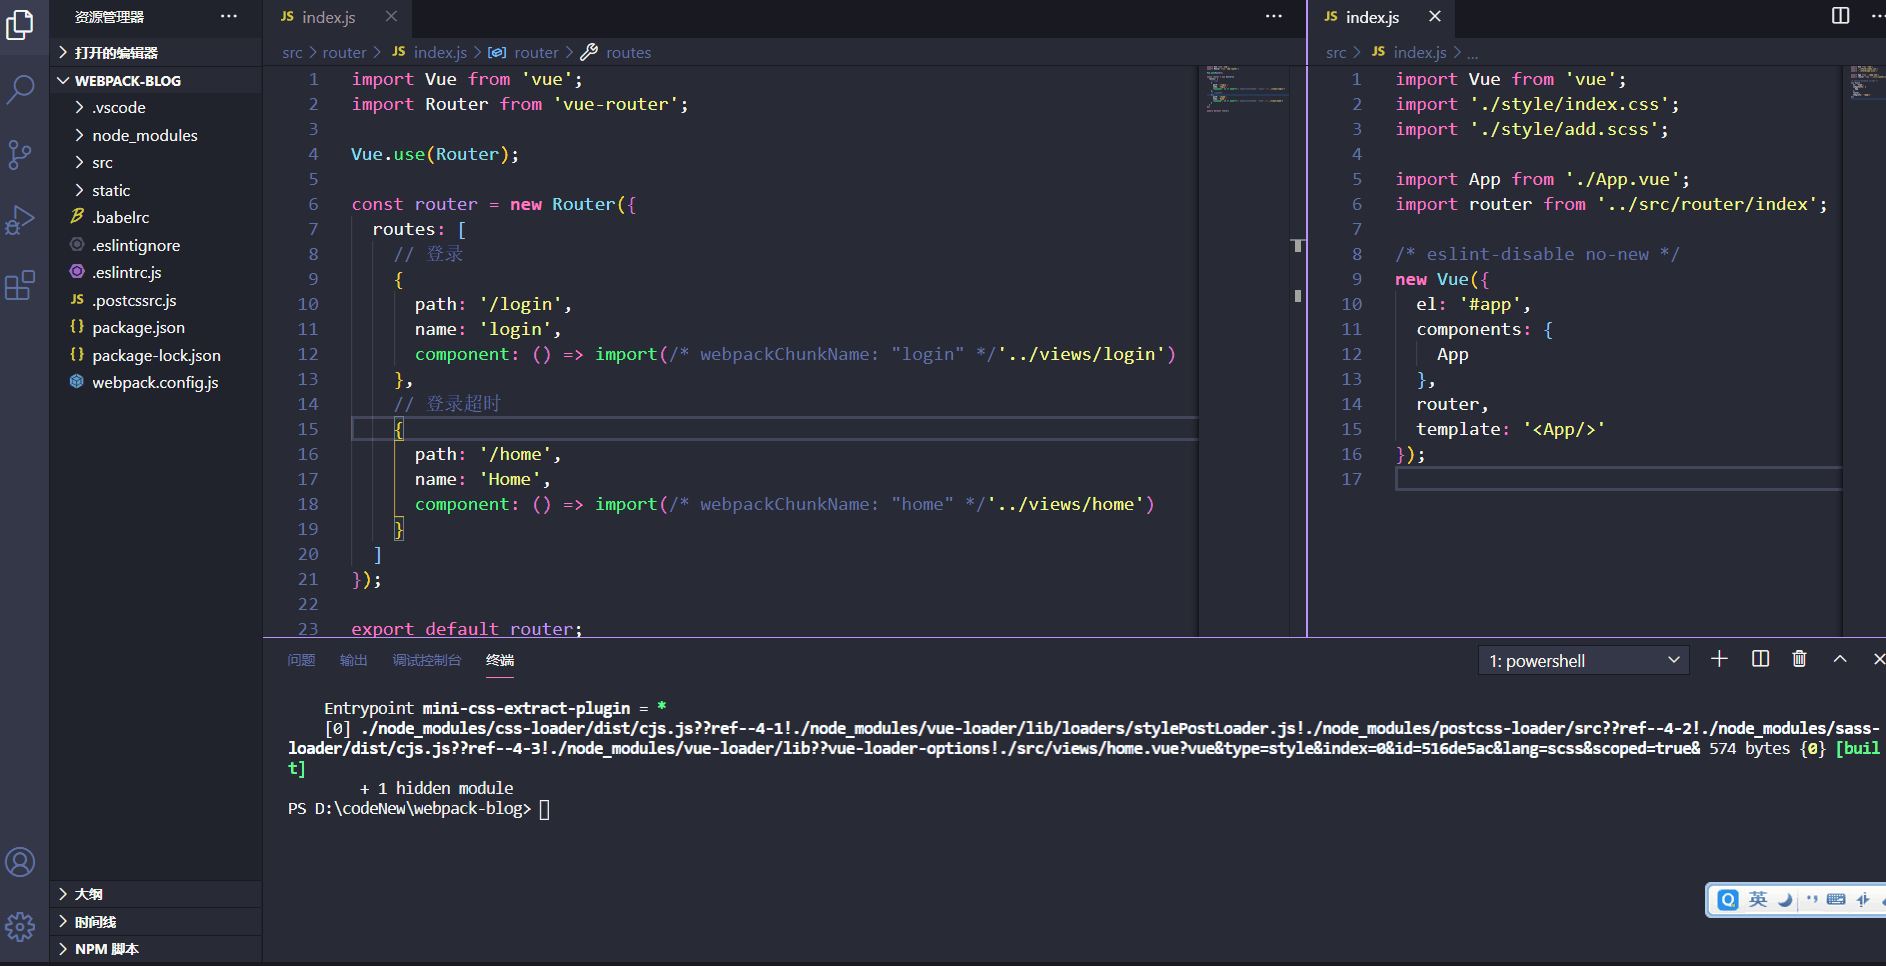 资源管理器
打开的编辑器
WEBPACK-BLOG
.vscode
node_modules
src
static
.babelrc
.eslintignore
.eslintrc.js
JS .postcssrc.js
{} package.json
{} package-lock.json
webpack.config.js
大纲
时间线
NPM 脚本
JS index.js
src router JS index.js router routes
1 import Vue from 'vue';
2 import Router from 'vue-router';
3
4 Vue.use(Router);
5
6 const router = new Router({
7 routes: [
8 // 登录
9 {
10 path: '/login',
11 name: 'login',
12 component: () => import(/* webpackChunkName: "login" */'../views/login')
13 },
14 // 登录超时
15 {
16 path: '/home',
17 name: 'Home',
18 component: () => import(/* webpackChunkName: "home" */'../views/home')
19 }
20 ]
21 });
22
23 export default router;
JS index.js
src JS index.js ...
1 import Vue from 'vue';
2 import './style/index.css';
3 import './style/add.scss';
4
5 import App from './App.vue';
6 import router from '../src/router/index';
7
8 /* eslint-disable no-new */
9 new Vue({
10 el: '#app',
11 components: {
12 App
13 },
14 router,
15 template: '<App/>'
16 });
17
问题 输出 调试控制台 终端
1: powershell
Entrypoint mini-css-extract-plugin = *
[0] ./node_modules/css-loader/dist/cjs.js??ref--4-1!./node_modules/vue-loader/lib/loaders/stylePostLoader.js!./node_modules/postcss-loader/src??ref--4-2!./node_modules/sass-
loader/dist/cjs.js??ref--4-3!./node_modules/vue-loader/lib??vue-loader-options!./src/views/home.vue?vue&type=style&index=0&id=516de5ac&lang=scss&scoped=true& 574 bytes {0} [buil
t]
+ 1 hidden module
PS D:\codeNew\webpack-blog>
英